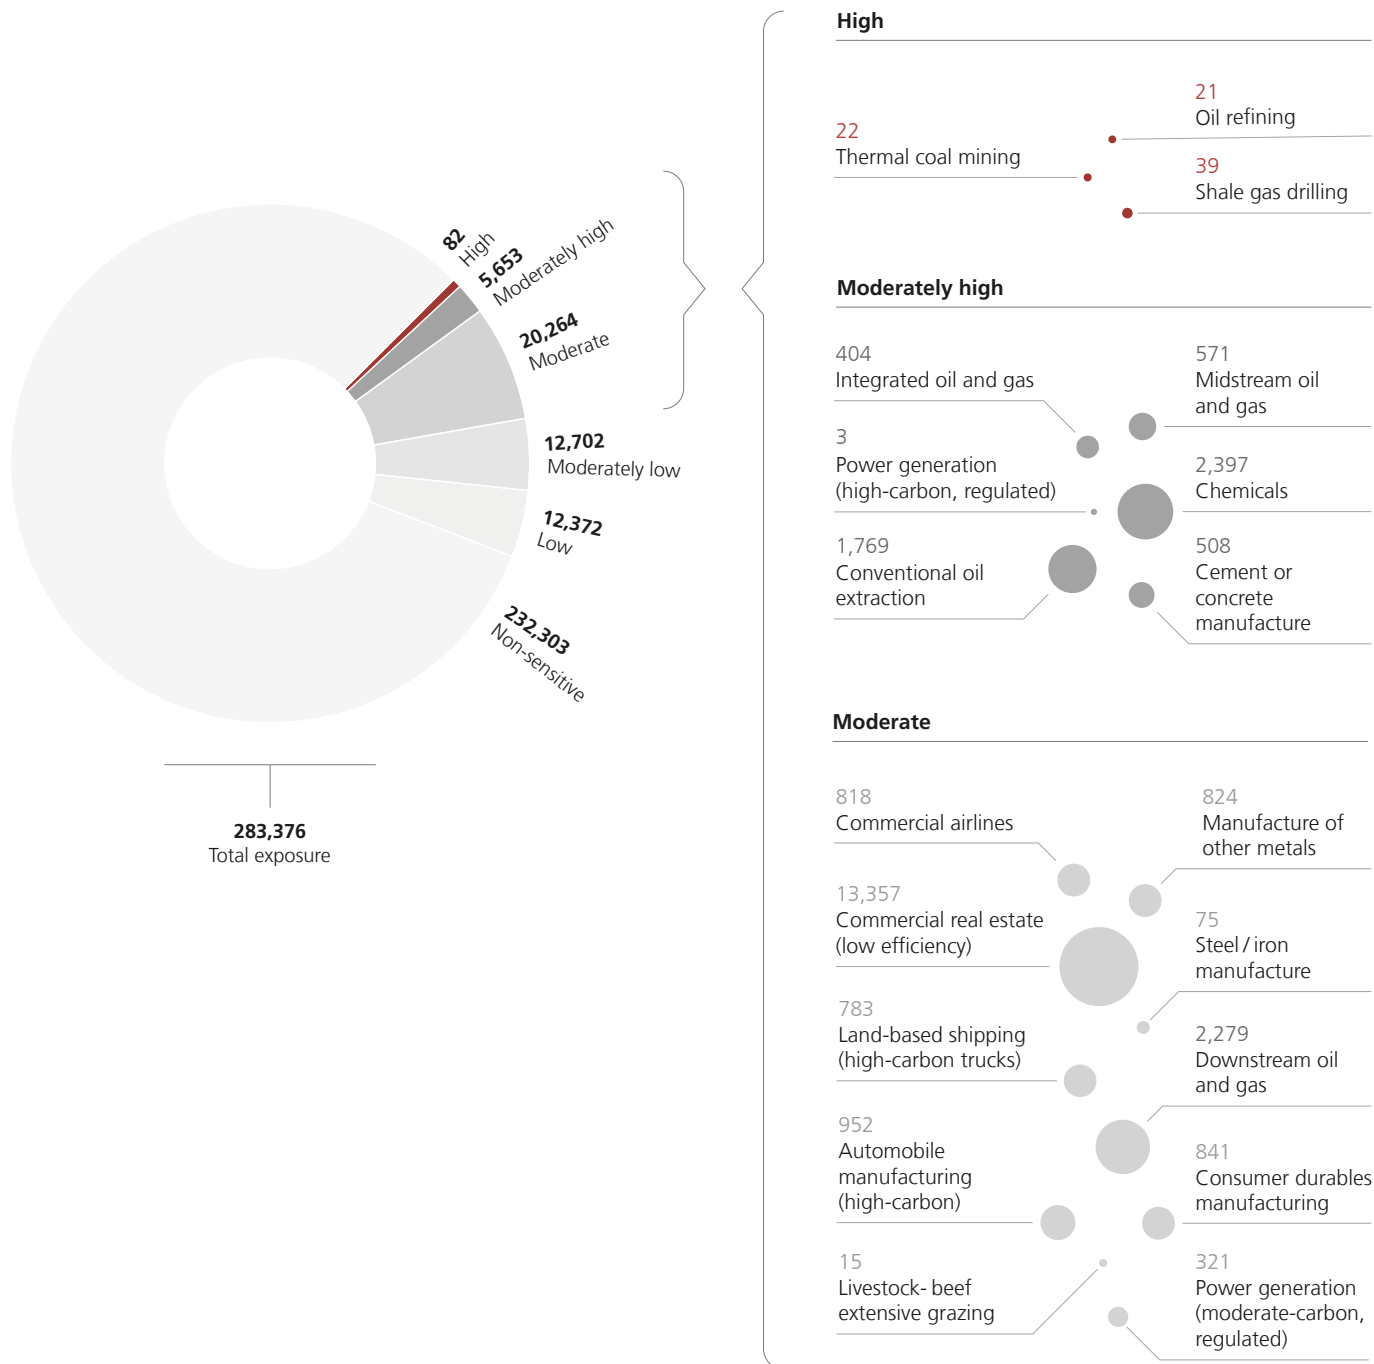 82
High
5,653
Moderately high
20,264
Moderate
12,702
Moderately low
12,372
Low
232,303
Non-sensitive
283,376
Total exposure
High
22
Thermal coal mining
21
Oil refining
39
Shale gas drilling
Moderately high
404
Integrated oil and gas
3
Power generation
(high-carbon, regulated)
1,769
Conventional oil
extraction
571
Midstream oil
and gas
2,397
Chemicals
508
Cement or
concrete
manufacture
Moderate
818
Commercial airlines
13,357
Commercial real estate
(low efficiency)
783
Land-based shipping
(high-carbon trucks)
952
Automobile
manufacturing
(high-carbon)
15
Livestock- beef
extensive grazing
824
Manufacture of
other metals
75
Steel / iron
manufacture
2,279
Downstream oil
and gas
841
Consumer durables
manufacturing
321
Power generation
(moderate-carbon,
regulated)